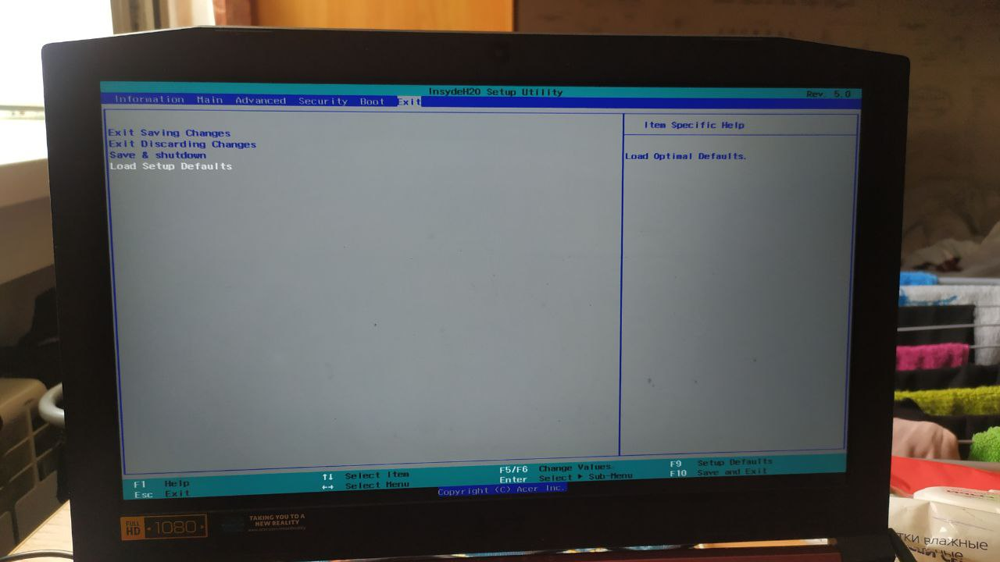 InsydeH20 Setup Utility
Rev. 5.0
Information Main Advanced Security Boot Exit
Exit Saving Changes
Exit Discarding Changes
Save & shutdown
Load Setup Defaults
Item Specific Help
Load Optimal Defaults.
F1 Help
Esc Exit
↑↓ Select Item
←→ Select Menu
F5/F6 Change Values
Enter Select ▶ Sub-Menu
F9 Setup Defaults
F10 Save and Exit
Copyright (C) Acer Inc.
FULL HD 1080
TAKING YOU TO A
NEW REALITY
влажные